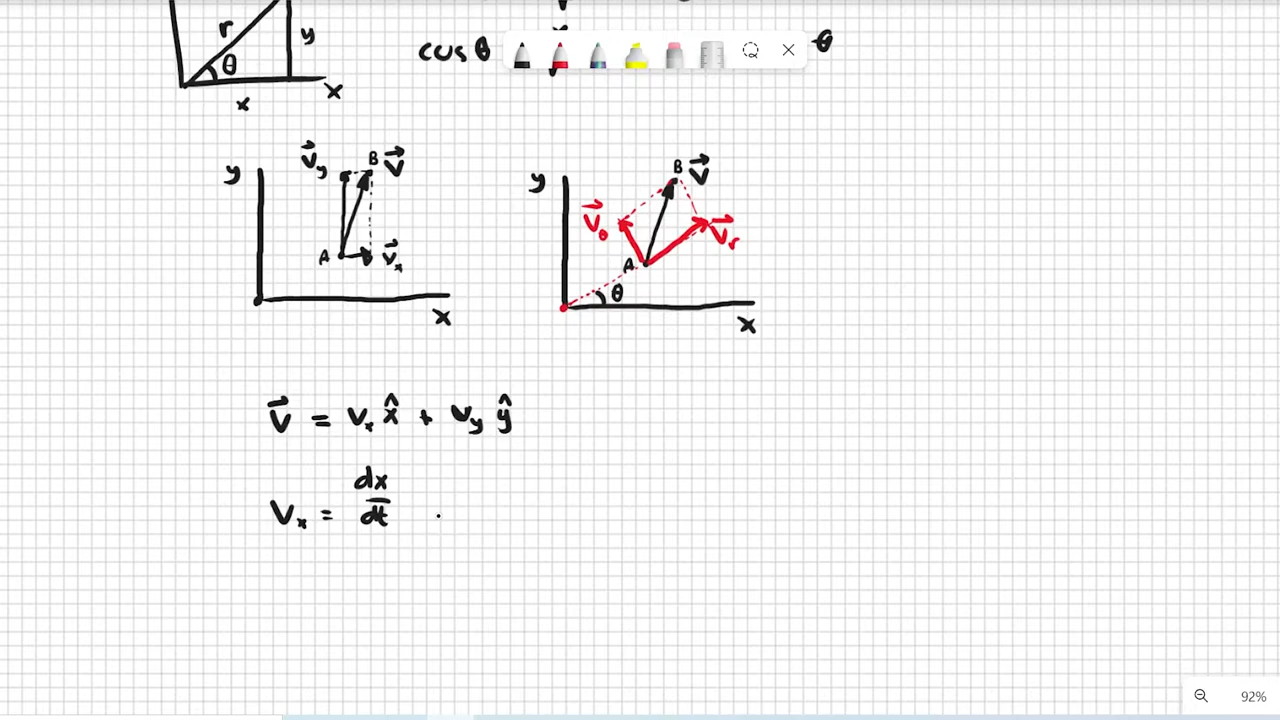 r
y
θ
x
x
cos θ
θ
V⃗y
B V⃗
y
A
V⃗x
x
B V⃗
y
V⃗θ
V⃗r
A
θ
x
V⃗ = Vx x̂ + Vy ŷ
Vx = dx/dt
92%